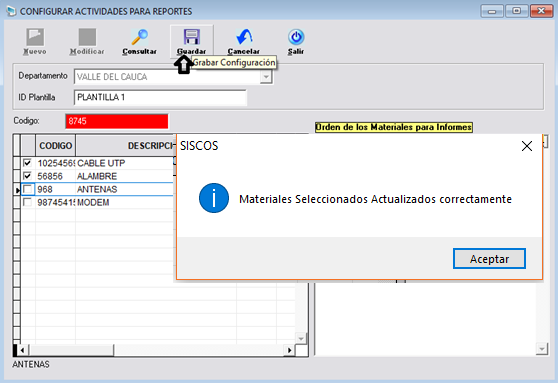 CONFIGURAR ACTIVIDADES PARA REPORTES
Nuevo Modificar Consultar Guardar Cancelar Salir
Grabar Configuración
Departamento VALLE DEL CAUCA
ID Plantilla PLANTILLA 1
Codigo: 8745
Orden de los Materiales para Informes
CODIGO DESCRIPCI
10254569 CABLE UTP
56856 ALAMBRE
968 ANTENAS
98745415 MODEM
SISCOS
Materiales Seleccionados Actualizados correctamente
Aceptar
ANTENAS